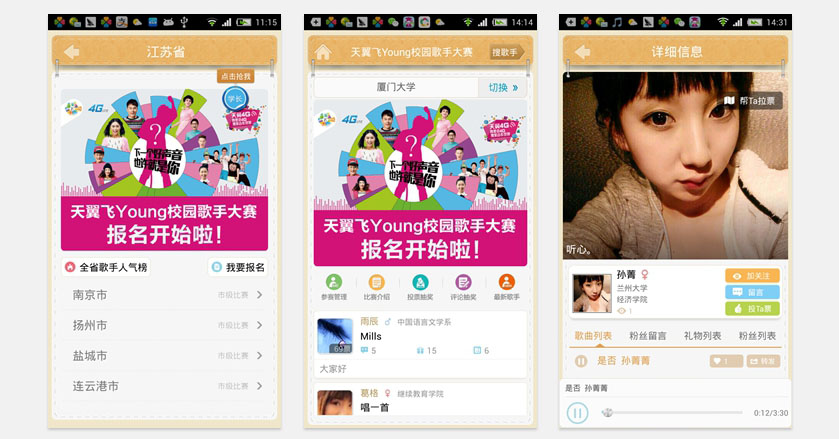 11:15
江苏省
点击抢我
学长
4G
天翼4G
下一个好声音
也许就是你
天翼飞Young校园歌手大赛
报名开始啦!
全省歌手人气榜
我要报名
南京市
市级比赛
扬州市
市级比赛
盐城市
市级比赛
连云港市
市级比赛
14:14
天翼飞Young校园歌手大赛
搜歌手
厦门大学
切换 »
4G
天翼4G
下一个好声音
也许就是你
天翼飞Young校园歌手大赛
报名开始啦!
参赛管理
比赛介绍
投票抽奖
评论抽奖
最新歌手
雨辰 ♂ 中国语言文学系
Mills
5
15
6
大家好
葛格 ♀ 继续教育学院
唱一首
14:31
详细信息
帮Ta拉票
听心。
孙菁 ♀
兰州大学
经济学院
1
加关注
留言
投Ta票
歌曲列表
粉丝留言
礼物列表
粉丝列表
是否 孙菁菁
1
转发
是否 孙菁菁
0:12/3:30